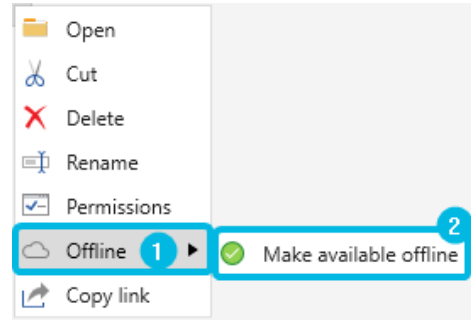 Open
Cut
Delete
Rename
Permissions
Offline 1
2
Make available offline
Copy link